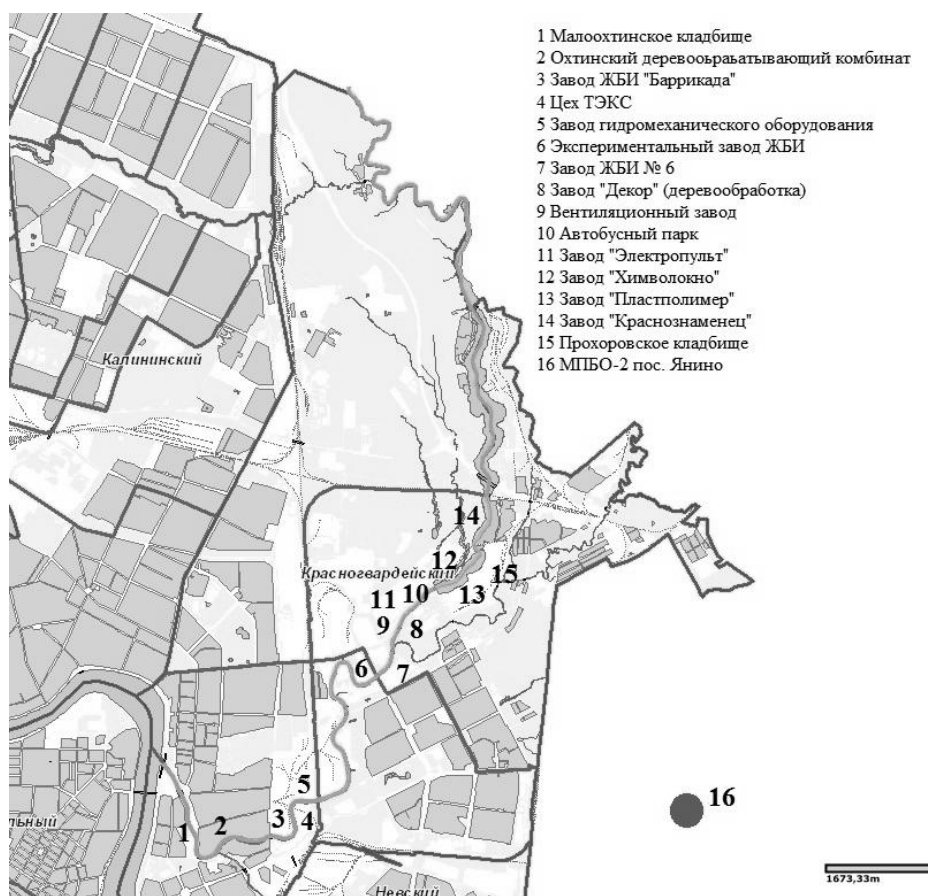 1 Малоохтинское кладбище
2 Охтинский деревооьраьатывающий комбинат
3 Завод ЖБИ "Баррикада"
4 Цех ТЭКС
5 Завод гидромеханического оборудования
6 Экспериментальный завод ЖБИ
7 Завод ЖБИ № 6
8 Завод "Декор" (деревообработка)
9 Вентиляционный завод
10 Автобусный парк
11 Завод "Электропульт"
12 Завод "Химволокно"
13 Завод "Пластполимер"
14 Завод "Краснознаменец"
15 Прохоровское кладбище
16 МПБО-2 пос. Янино
Калининский
14
12
Красногвардейский
15
11
10
13
9
8
6
7
5
3
4
1
2
16
льный
Невский
1673,33m